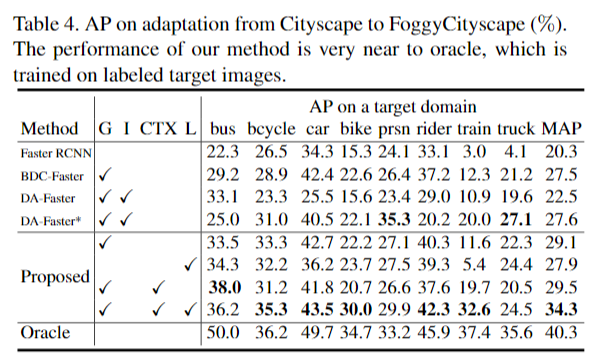 Table 4. AP on adaptation from Cityscape to FoggyCityscape (%).
The performance of our method is very near to oracle, which is
trained on labeled target images.
AP on a target domain
Method G I CTX L bus bcycle car bike prsn rider train truck MAP
Faster RCNN 22.3 26.5 34.3 15.3 24.1 33.1 3.0 4.1 20.3
BDC-Faster ✓ 29.2 28.9 42.4 22.6 26.4 37.2 12.3 21.2 27.5
DA-Faster ✓ ✓ 33.1 23.3 25.5 15.6 23.4 29.0 10.9 19.6 22.5
DA-Faster* ✓ ✓ 25.0 31.0 40.5 22.1 35.3 20.2 20.0 27.1 27.6
✓ 33.5 33.3 42.7 22.2 27.1 40.3 11.6 22.3 29.1
✓ 34.3 32.2 36.2 23.7 27.5 39.3 5.4 24.4 27.9
Proposed
✓ ✓ 38.0 31.2 41.8 20.7 26.6 37.6 19.7 20.5 29.5
✓ ✓ ✓ 36.2 35.3 43.5 30.0 29.9 42.3 32.6 24.5 34.3
Oracle 50.0 36.2 49.7 34.7 33.2 45.9 37.4 35.6 40.3